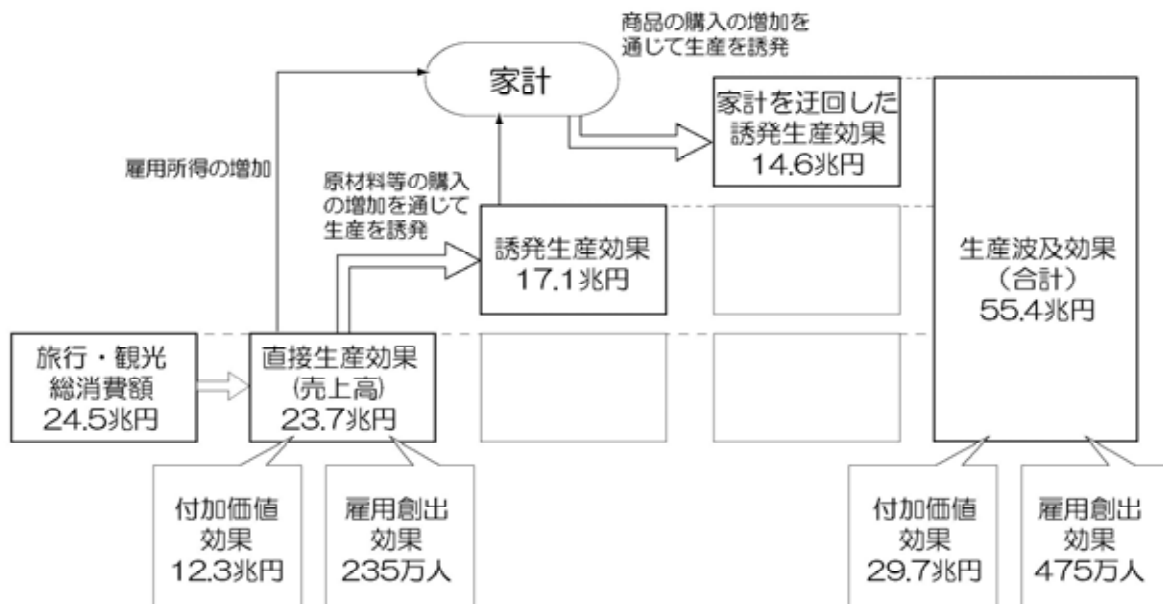 商品の購入の増加を
通じて生産を誘発
家計
家計を迂回した
誘発生産効果
14.6兆円
雇用所得の増加
原材料等の購入
の増加を通じて
生産を誘発
誘発生産効果
17.1兆円
生産波及効果
（合計）
55.4兆円
旅行・観光
総消費額
24.5兆円
直接生産効果
(売上高)
23.7兆円
付加価値
効果
12.3兆円
雇用創出
効果
235万人
付加価値
効果
29.7兆円
雇用創出
効果
475万人